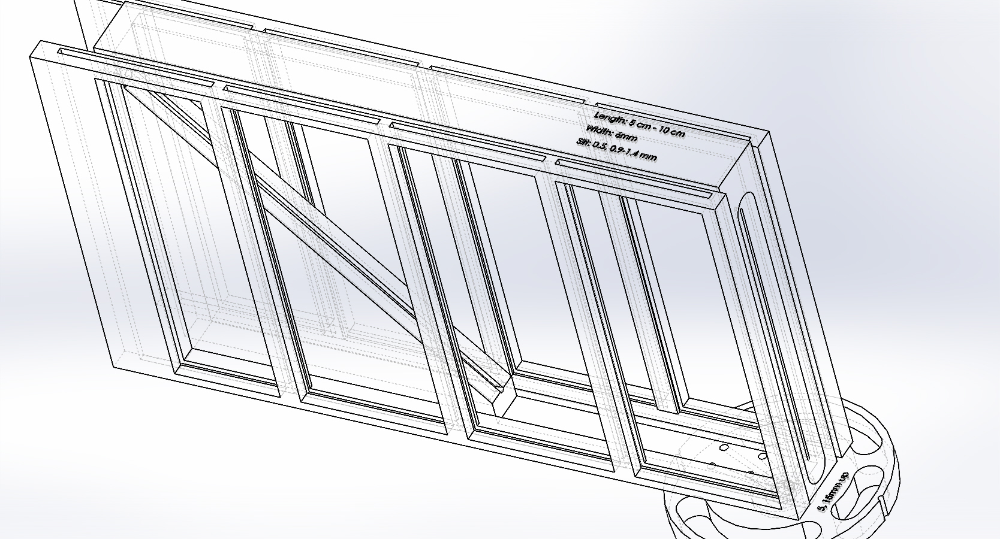 Length: 5 cm - 10 cm
Width: 6mm
Slit: 0.5, 0.9-1.4 mm
5, 15mm up